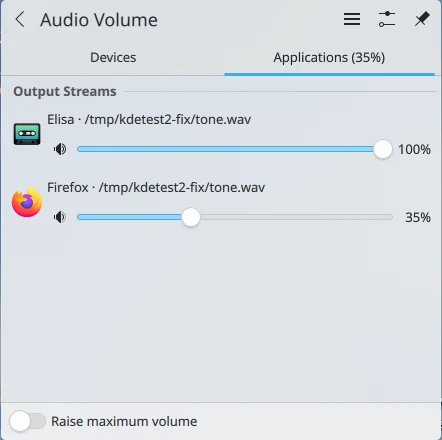 Audio Volume
Devices
Applications (35%)
Output Streams
Elisa · /tmp/kdetest2-fix/tone.wav
100%
Firefox · /tmp/kdetest2-fix/tone.wav
35%
Raise maximum volume